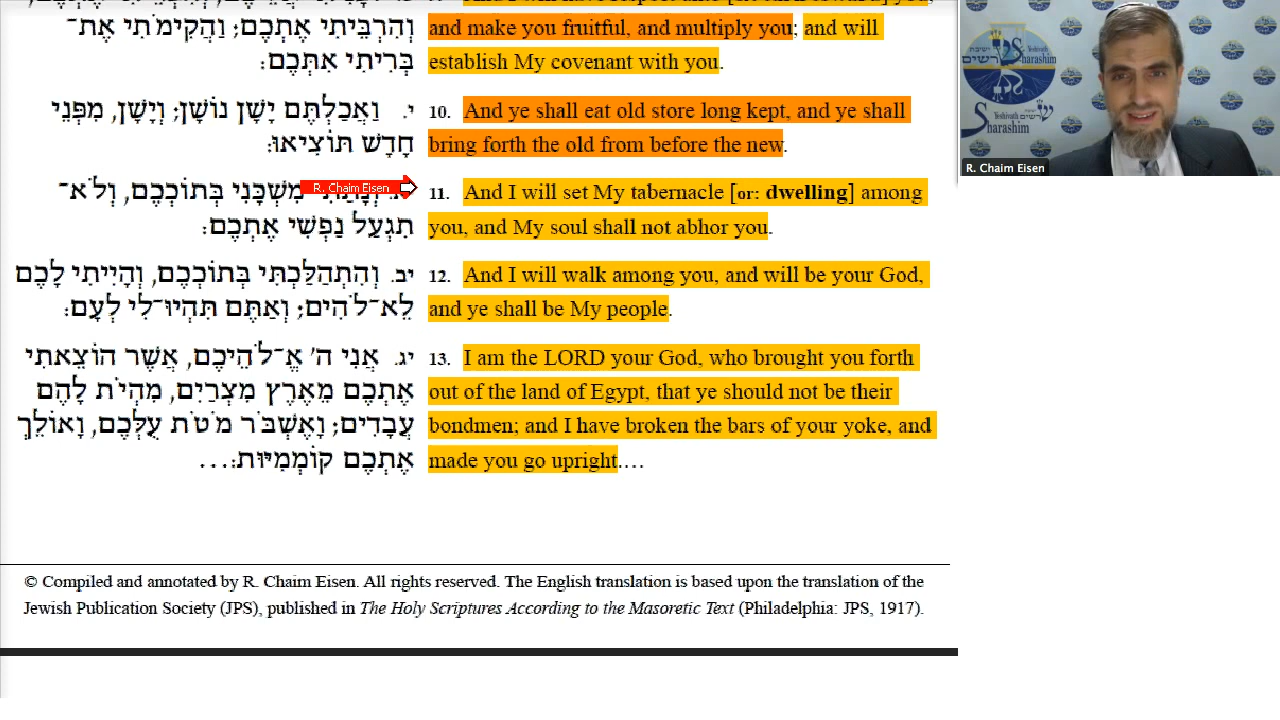 וְהִרְבֵּיתִי אֶתְכֶם; וַהֲקִימֹתִי אֶת־
בְּרִיתִי אִתְּכֶם:
י. וַאֲכַלְתֶּם יָשָׁן נוֹשָׁן; וְיָשָׁן, מִפְּנֵי
חָדָשׁ תּוֹצִיאוּ:
מִשְׁכָּנִי בְּתוֹכְכֶם, וְלֹא־
תִגְעַל נַפְשִׁי אֶתְכֶם:
יב. וְהִתְהַלַּכְתִּי בְּתוֹכְכֶם, וְהָיִיתִי לָכֶם
לֵא־לֹהִים; וְאַתֶּם תִּהְיוּ־לִי לְעָם:
יג. אֲנִי ה' אֱ־לֹהֵיכֶם, אֲשֶׁר הוֹצֵאתִי
אֶתְכֶם מֵאֶרֶץ מִצְרַיִם, מִהְיֹת לָהֶם
עֲבָדִים; וָאֶשְׁבֹּר מֹטֹת עֻלְּכֶם, וָאוֹלֵךְ
אֶתְכֶם קוֹמְמִיּוּת:...
and make you fruitful, and multiply you; and will
establish My covenant with you.
10. And ye shall eat old store long kept, and ye shall
bring forth the old from before the new.
11. And I will set My tabernacle [or: dwelling] among
you, and My soul shall not abhor you.
12. And I will walk among you, and will be your God,
and ye shall be My people.
13. I am the LORD your God, who brought you forth
out of the land of Egypt, that ye should not be their
bondmen; and I have broken the bars of your yoke, and
made you go upright....
R. Chaim Eisen
© Compiled and annotated by R. Chaim Eisen. All rights reserved. The English translation is based upon the translation of the
Jewish Publication Society (JPS), published in The Holy Scriptures According to the Masoretic Text (Philadelphia: JPS, 1917).
ישיבת
שרשים
Sharashim
Yeshivath
Sharashim
R. Chaim Eisen